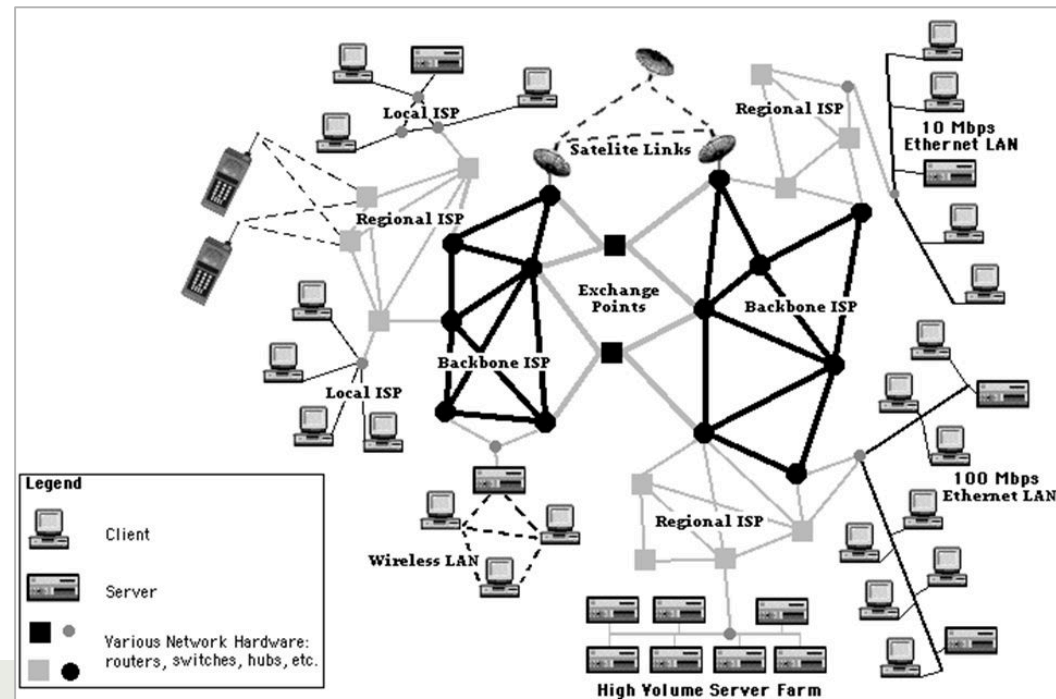 Local ISP
Regional ISP
Satelite Links
Regional ISP
10 Mbps
Ethernet LAN
Exchange
Points
Backbone ISP
Backbone ISP
Local ISP
100 Mbps
Ethernet LAN
Regional ISP
Wireless LAN
High Volume Server Farm
Legend
Client
Server
Various Network Hardware:
routers, switches, hubs, etc.